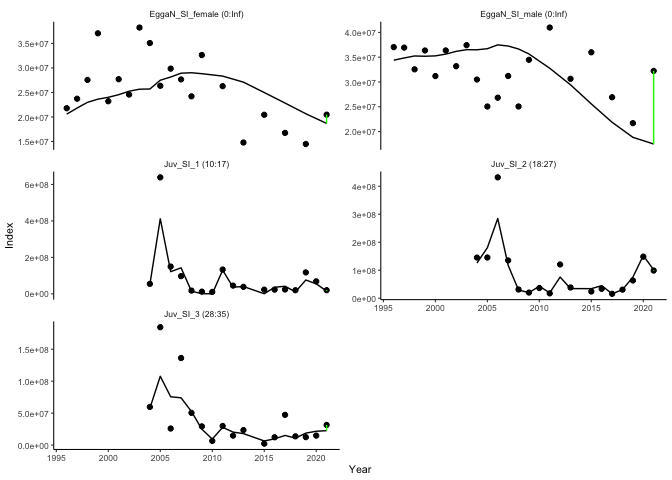 EggaN_SI_female (0:Inf)
EggaN_SI_male (0:Inf)
3.5e+07
3.0e+07
2.5e+07
2.0e+07
1.5e+07
4.0e+07
3.5e+07
3.0e+07
2.5e+07
2.0e+07
Juv_SI_1 (10:17)
Juv_SI_2 (18:27)
6e+08
4e+08
2e+08
0e+00
4e+08
3e+08
2e+08
1e+08
0e+00
1995 2000 2005 2010 2015 2020
Juv_SI_3 (28:35)
1.5e+08
1.0e+08
5.0e+07
0.0e+00
1995 2000 2005 2010 2015 2020
Index
Year